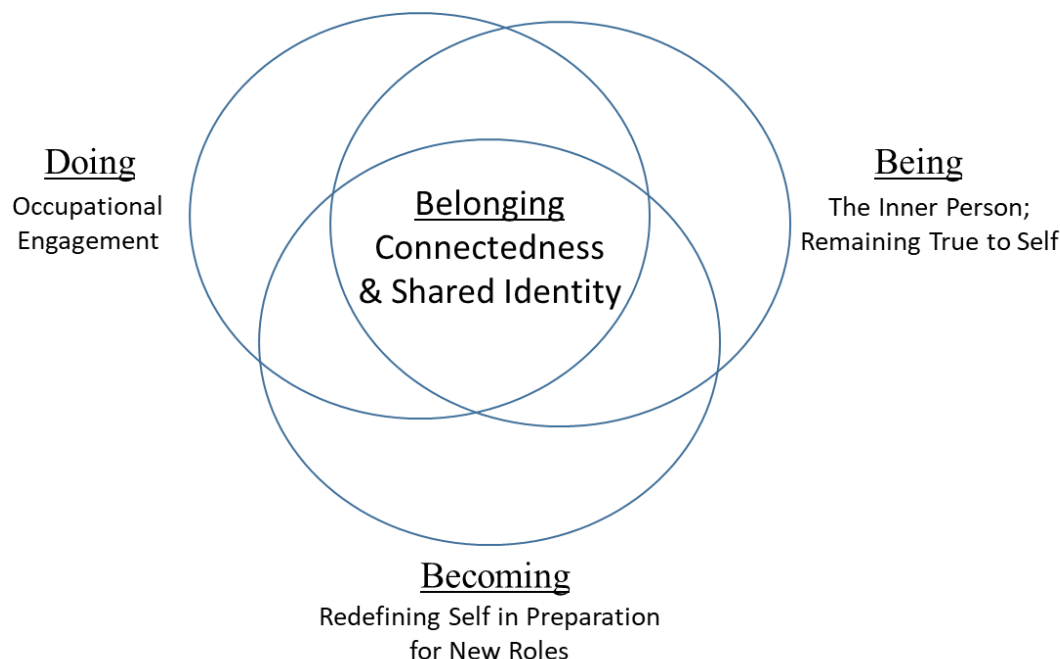 Doing
Occupational
Engagement
Belonging
Connectedness
& Shared Identity
Being
The Inner Person;
Remaining True to Self
Becoming
Redefining Self in Preparation
for New Roles